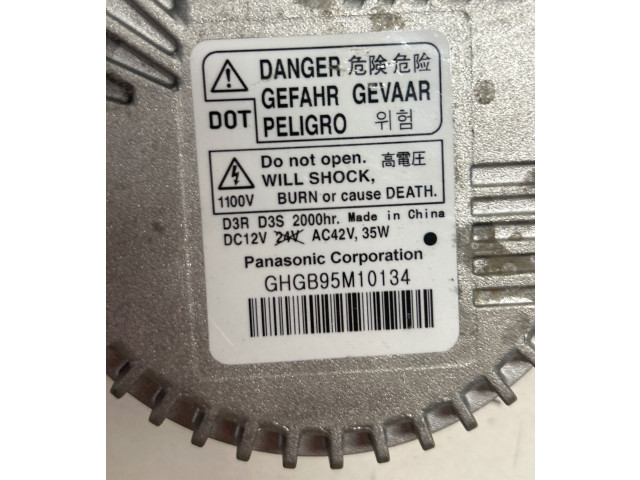 DANGER 危険 危险
GEFAHR GEVAAR
DOT PELIGRO 위험
Do not open. 高電圧
WILL SHOCK,
1100V BURN or cause DEATH.
D3R D3S 2000hr. Made in China
DC12V 24V AC42V, 35W
Panasonic Corporation
GHGB95M10134